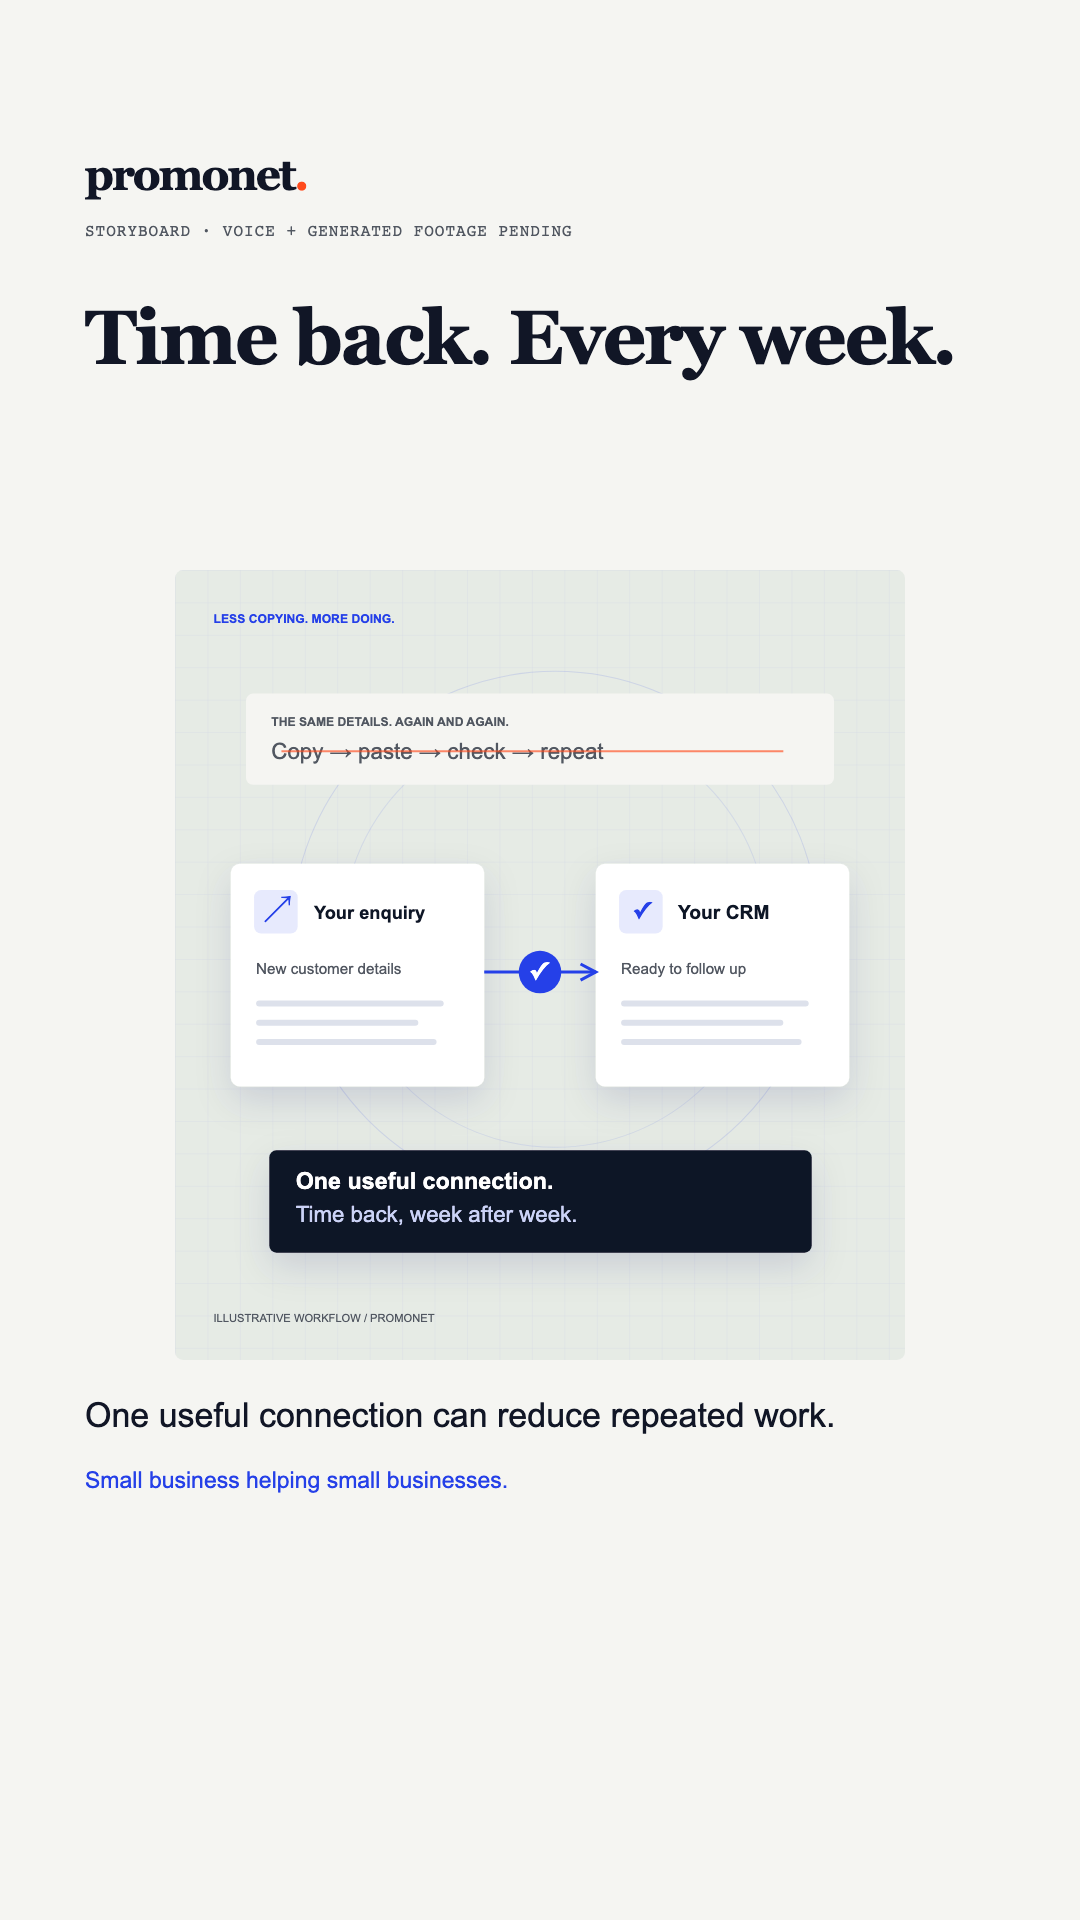 promonet.
STORYBOARD · VOICE + GENERATED FOOTAGE PENDING
Time back. Every week.
LESS COPYING. MORE DOING.
THE SAME DETAILS. AGAIN AND AGAIN.
Copy → paste → check → repeat
Your enquiry
New customer details
Your CRM
Ready to follow up
One useful connection.
Time back, week after week.
ILLUSTRATIVE WORKFLOW / PROMONET
One useful connection can reduce repeated work.
Small business helping small businesses.